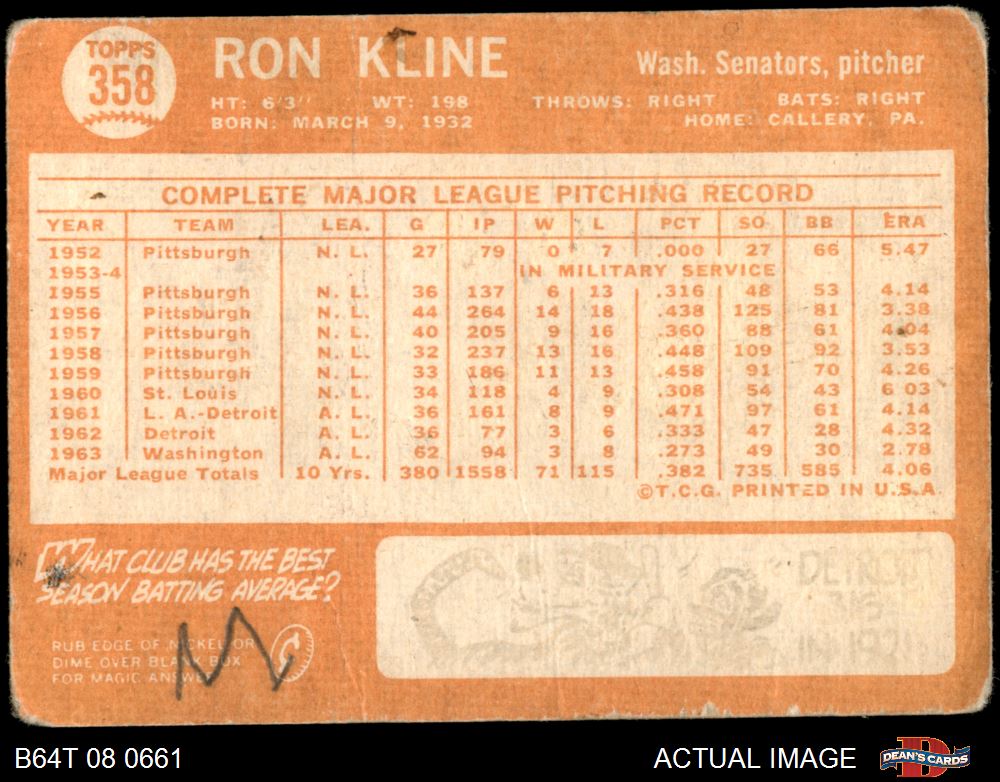 TOPPS
358
RON KLINE
Wash. Senators, pitcher
HT: 6'3" WT: 198 THROWS: RIGHT BATS: RIGHT
BORN: MARCH 9, 1932 HOME: CALLERY, PA.
COMPLETE MAJOR LEAGUE PITCHING RECORD
YEAR TEAM LEA. G IP W L PCT SO BB ERA
1952 Pittsburgh N. L. 27 79 0 7 .000 27 66 5.47
1953-4 IN MILITARY SERVICE
1955 Pittsburgh N. L. 36 137 6 13 .316 48 53 4.14
1956 Pittsburgh N. L. 44 264 14 18 .438 125 81 3.38
1957 Pittsburgh N. L. 40 205 9 16 .360 88 61 4.04
1958 Pittsburgh N. L. 32 237 13 16 .448 109 92 3.53
1959 Pittsburgh N. L. 33 186 11 13 .458 91 70 4.26
1960 St. Louis N. L. 34 118 4 9 .308 54 43 6 03
1961 L. A.-Detroit A. L. 36 161 8 9 .471 97 61 4.14
1962 Detroit A. L. 36 77 3 6 .333 47 28 4.32
1963 Washington A. L. 62 94 3 8 .273 49 30 2.78
Major League Totals 10 Yrs. 380 1558 71 115 .382 735 585 4.06
©T.C.G. PRINTED IN U.S.A.
WHAT CLUB HAS THE BEST
SEASON BATTING AVERAGE?
RUB EDGE OF NICKEL OR
DIME OVER BLANK BOX
FOR MAGIC ANSWER
DETROIT
.316
IN 1921
B64T 08 0661
ACTUAL IMAGE
DEAN'S CARDS